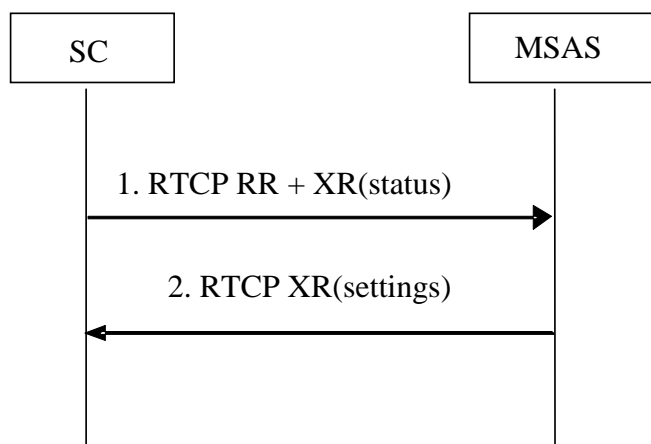 SC
MSAS
1. RTCP RR + XR(status)
2. RTCP XR(settings)